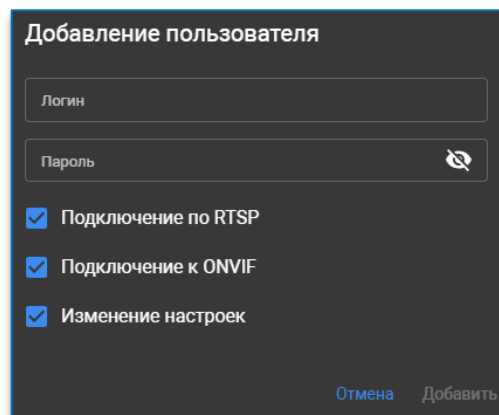 Добавление пользователя
Логин
Пароль
Подключение по RTSP
Подключение к ONVIF
Изменение настроек
Отмена Добавить